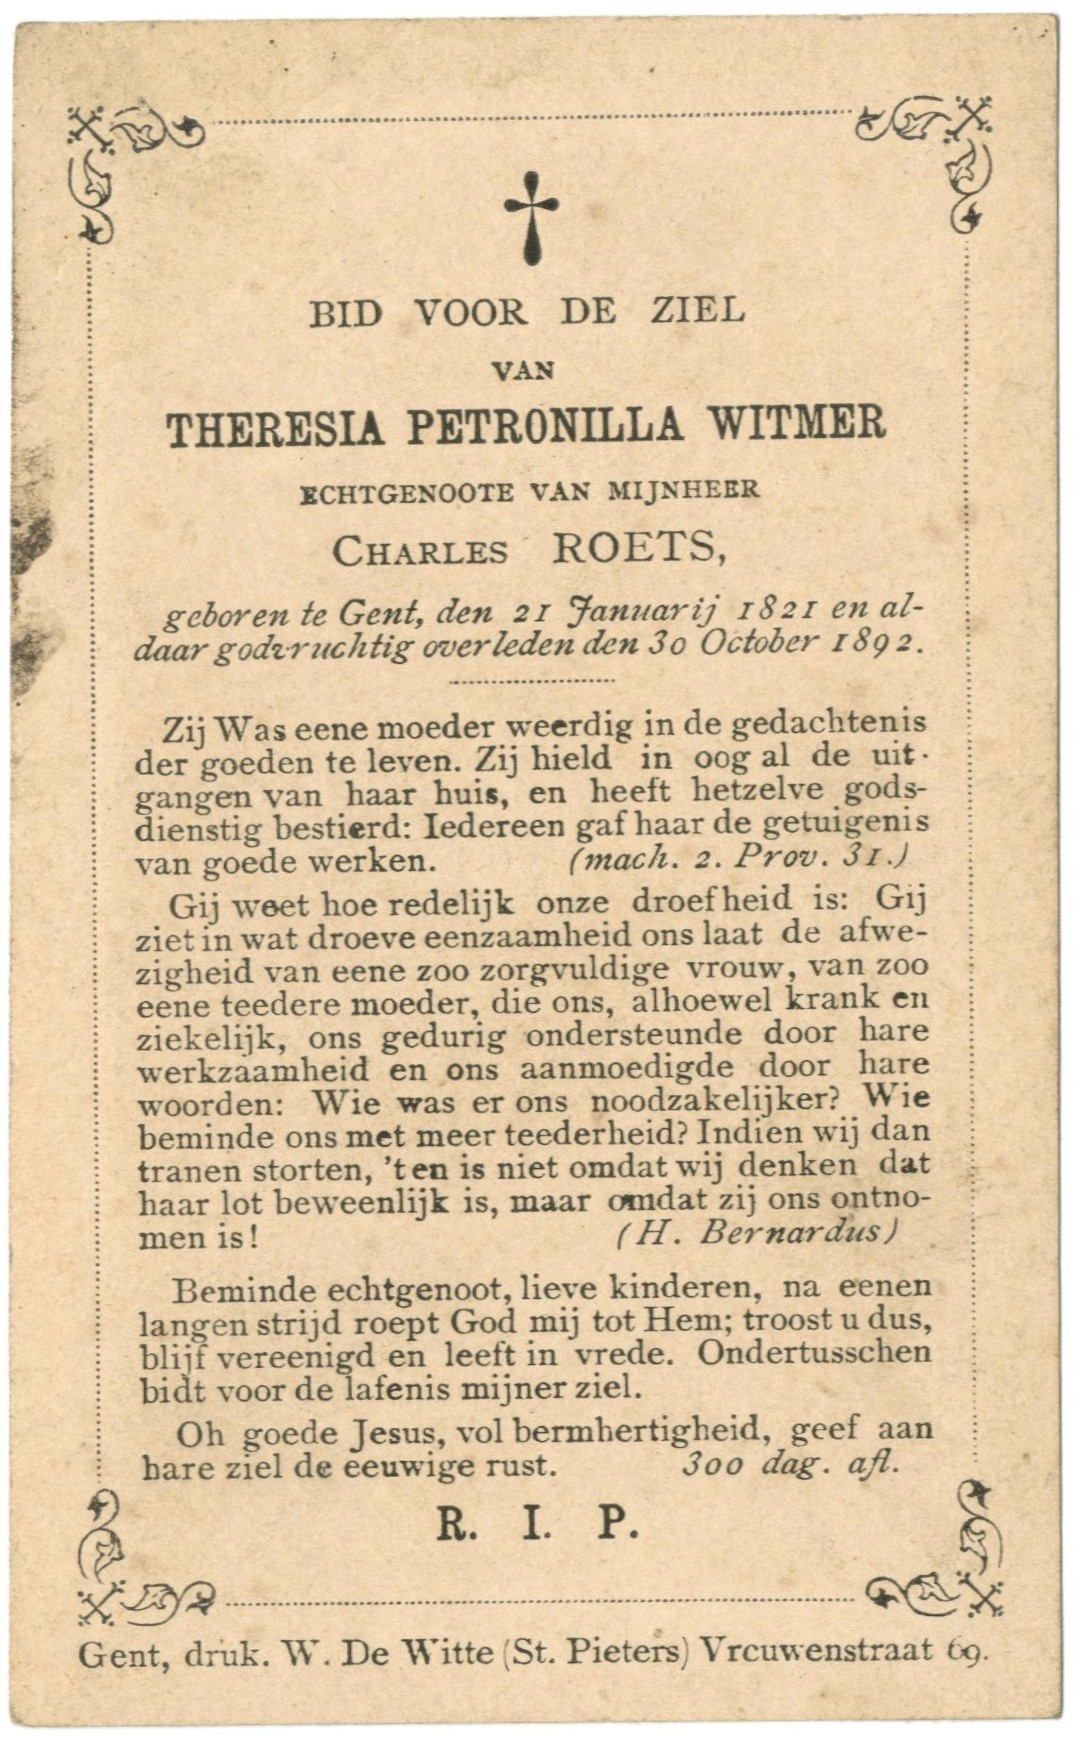 BID VOOR DE ZIEL
VAN
THERESIA PETRONILLA WITMER
ECHTGENOOTE VAN MIJNHEER
CHARLES ROETS,
geboren te Gent, den 21 Januarij 1821 en al-
daar godvruchtig overleden den 30 October 1892.
Zij Was eene moeder weerdig in de gedachtenis
der goeden te leven. Zij hield in oog al de uit-
gangen van haar huis, en heeft hetzelve gods-
dienstig bestierd: Iedereen gaf haar de getuigenis
van goede werken. (mach. 2. Prov. 31.)
Gij weet hoe redelijk onze droefheid is: Gij
ziet in wat droeve eenzaamheid ons laat de afwe-
zigheid van eene zoo zorgvuldige vrouw, van zoo
eene teedere moeder, die ons, alhoewel krank en
ziekelijk, ons gedurig ondersteunde door hare
werkzaamheid en ons aanmoedigde door hare
woorden: Wie was er ons noodzakelijker? Wie
beminde ons met meer teederheid? Indien wij dan
tranen storten, 't en is niet omdat wij denken dat
haar lot beweenlijk is, maar omdat zij ons ontno-
men is! (H. Bernardus)
Beminde echtgenoot, lieve kinderen, na eenen
langen strijd roept God mij tot Hem; troost u dus,
blijf vereenigd en leeft in vrede. Ondertusschen
bidt voor de lafenis mijner ziel.
Oh goede Jesus, vol bermhertigheid, geef aan
hare ziel de eeuwige rust. 300 dag. afl.
R. I. P.
Gent, druk. W. De Witte (St. Pieters) Vrcuwenstraat 69.